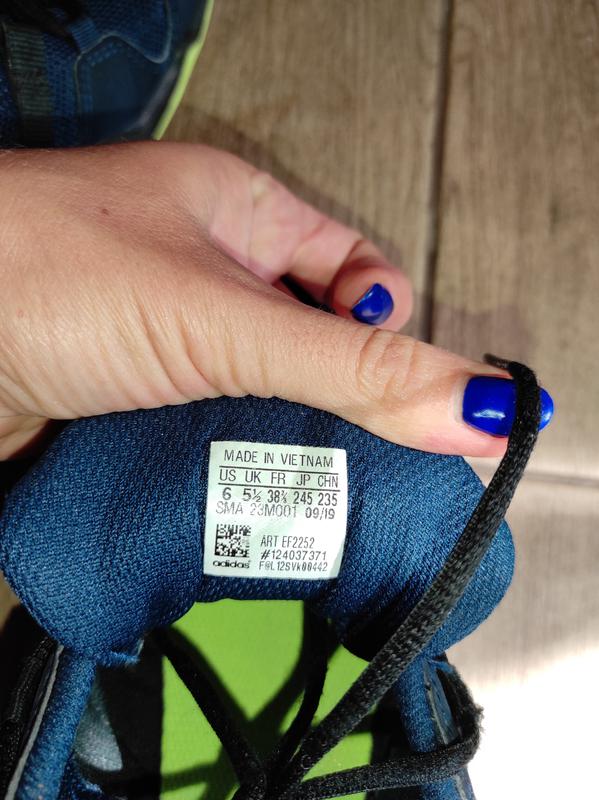 MADE IN VIETNAM
US UK FR JP CHN
6 5½ 38⅔ 245 235
SMA 23M001 09/19
ART EF2252
#124037371
adidas F@L12SVk00442